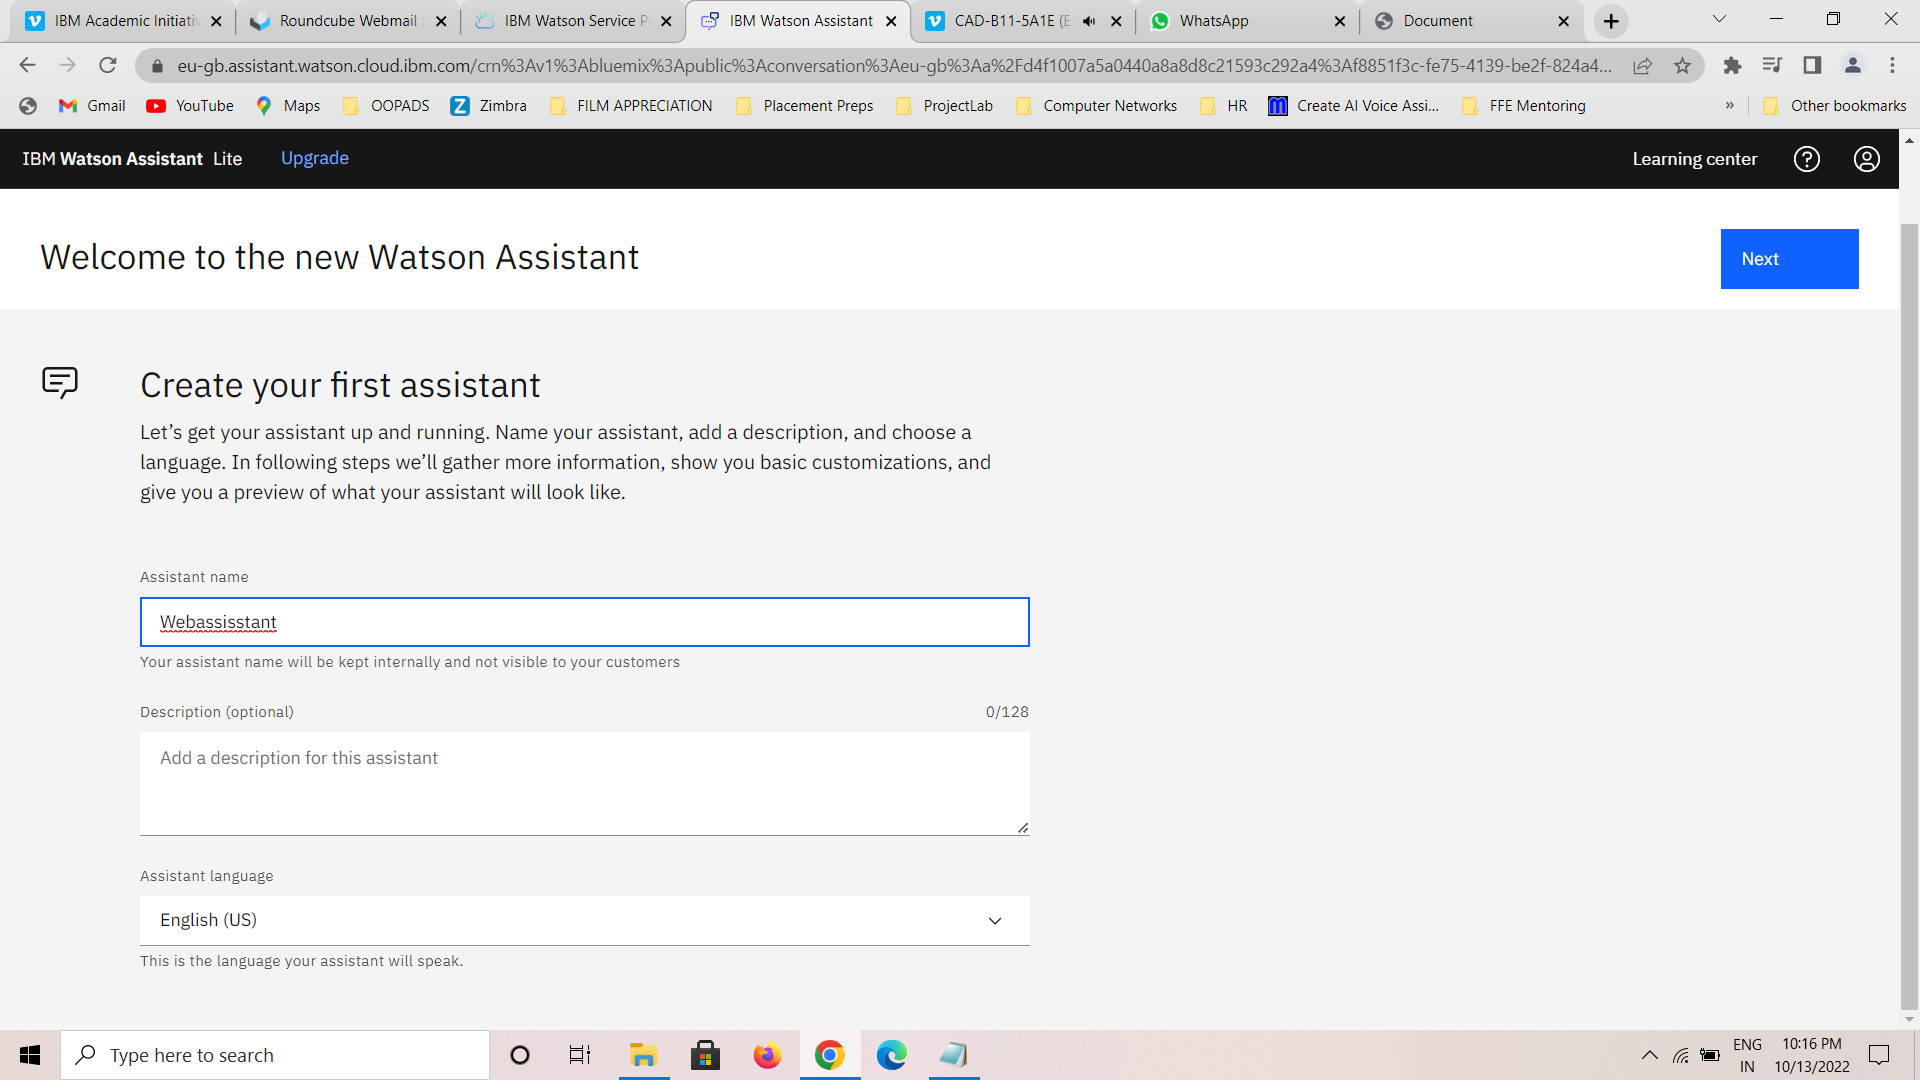 IBM Academic Initiati
Roundcube Webmail
IBM Watson Service P
IBM Watson Assistant
CAD-B11-5A1E (E
WhatsApp
Document
eu-gb.assistant.watson.cloud.ibm.com/crn%3Av1%3Abluemix%3Apublic%3Aconversation%3Aeu-gb%3Aa%2Fd4f1007a5a0440a8a8d8c21593c292a4%3Af8851f3c-fe75-4139-be2f-824a4...
Gmail
YouTube
Maps
OOPADS
Zimbra
FILM APPRECIATION
Placement Preps
ProjectLab
Computer Networks
HR
Create AI Voice Assi...
FFE Mentoring
»
Other bookmarks
IBM Watson Assistant Lite
Upgrade
Learning center
Welcome to the new Watson Assistant
Next
Create your first assistant
Let’s get your assistant up and running. Name your assistant, add a description, and choose a
language. In following steps we’ll gather more information, show you basic customizations, and
give you a preview of what your assistant will look like.
Assistant name
Webassisstant
Your assistant name will be kept internally and not visible to your customers
Description (optional)
0/128
Add a description for this assistant
Assistant language
English (US)
This is the language your assistant will speak.
Type here to search
ENG
IN
10:16 PM
10/13/2022